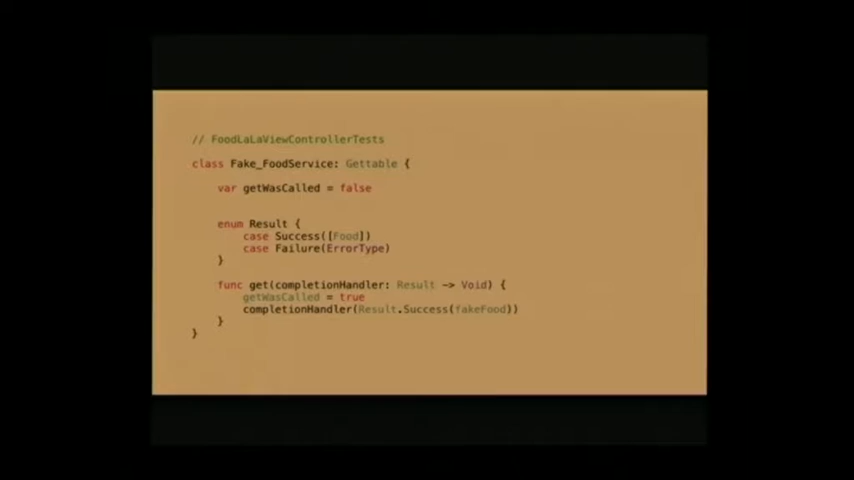 // FoodLaLaViewControllerTests
class Fake_FoodService: Gettable {
var getWasCalled = false
enum Result {
case Success([Food])
case Failure(ErrorType)
}
func get(completionHandler: Result -> Void) {
getWasCalled = true
completionHandler(Result.Success(fakeFood))
}
}